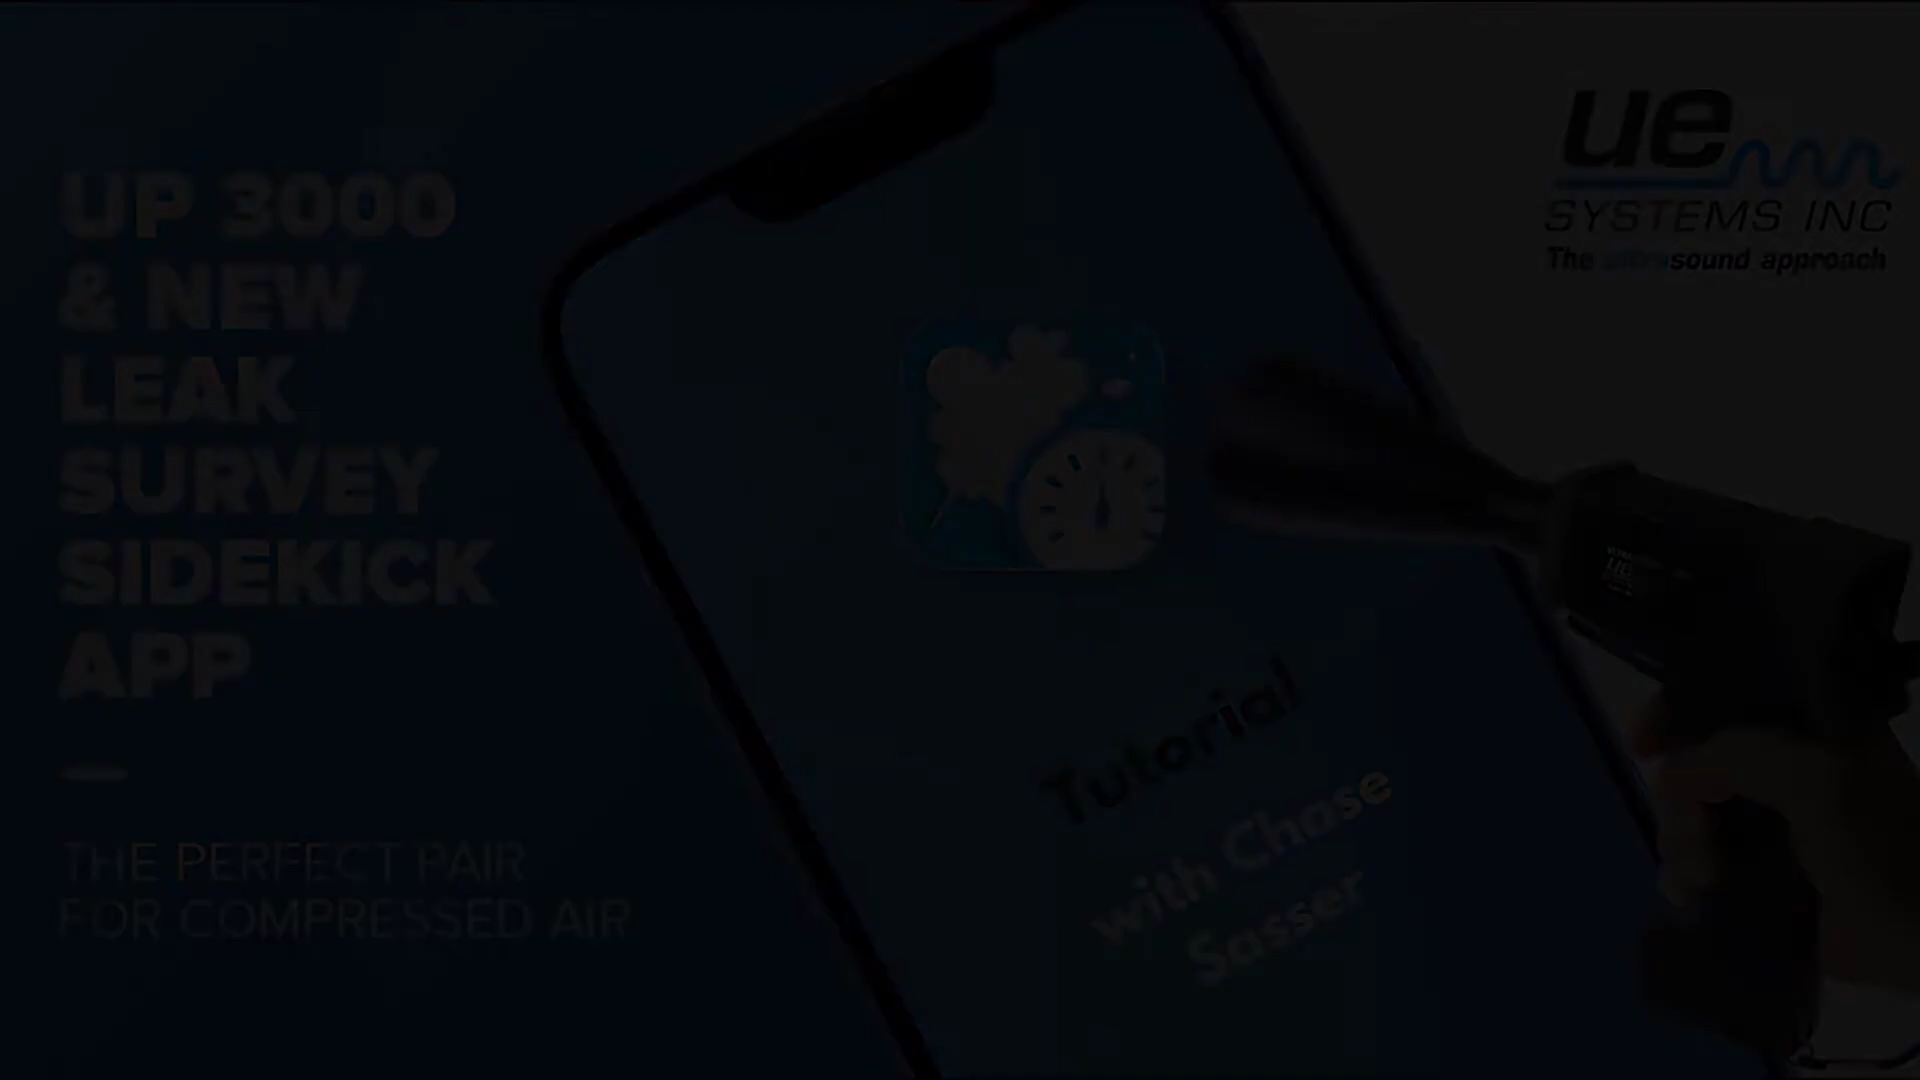 UP 3000
& NEW
LEAK
SURVEY
SIDEKICK
APP
THE PERFECT PAIR
FOR COMPRESSED AIR
Tutorial
with Chase
Sasser
ue
SYSTEMS INC
The ultrasound approach